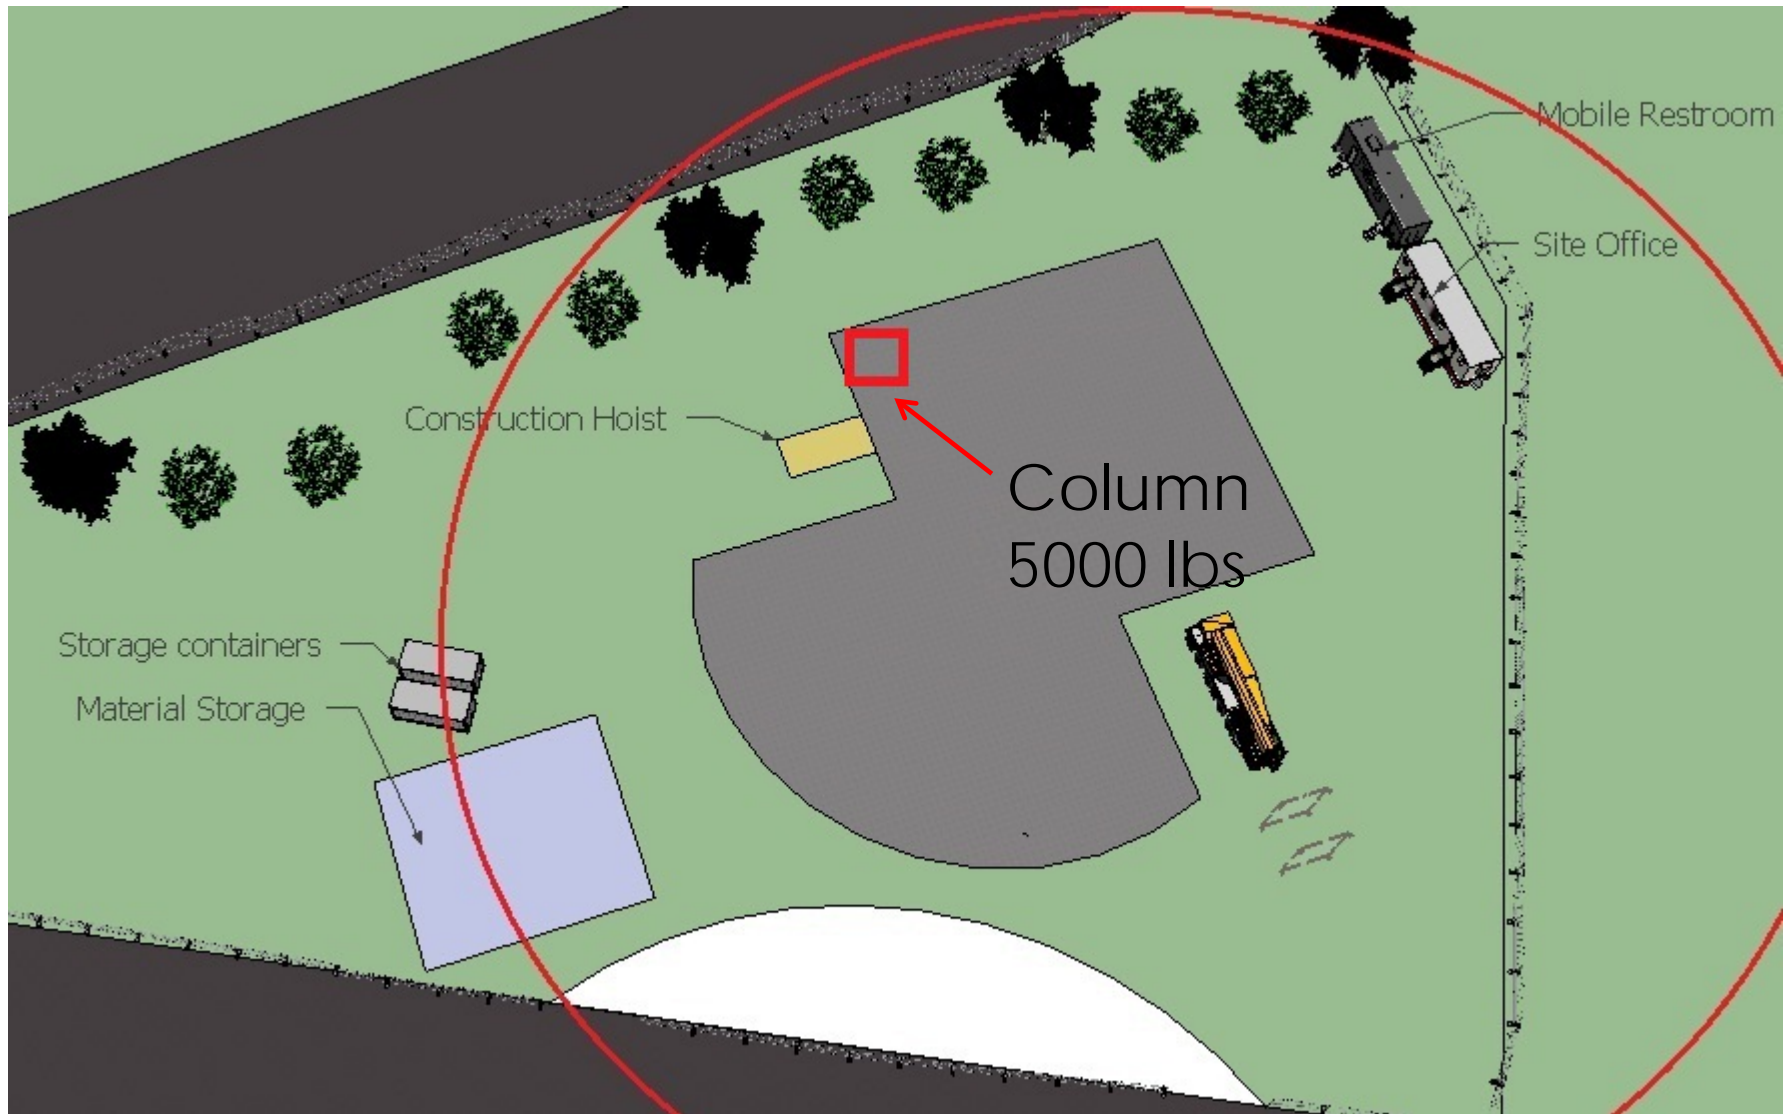 Mobile Restroom
Site Office
Construction Hoist
Column
5000 lbs
Storage containers
Material Storage